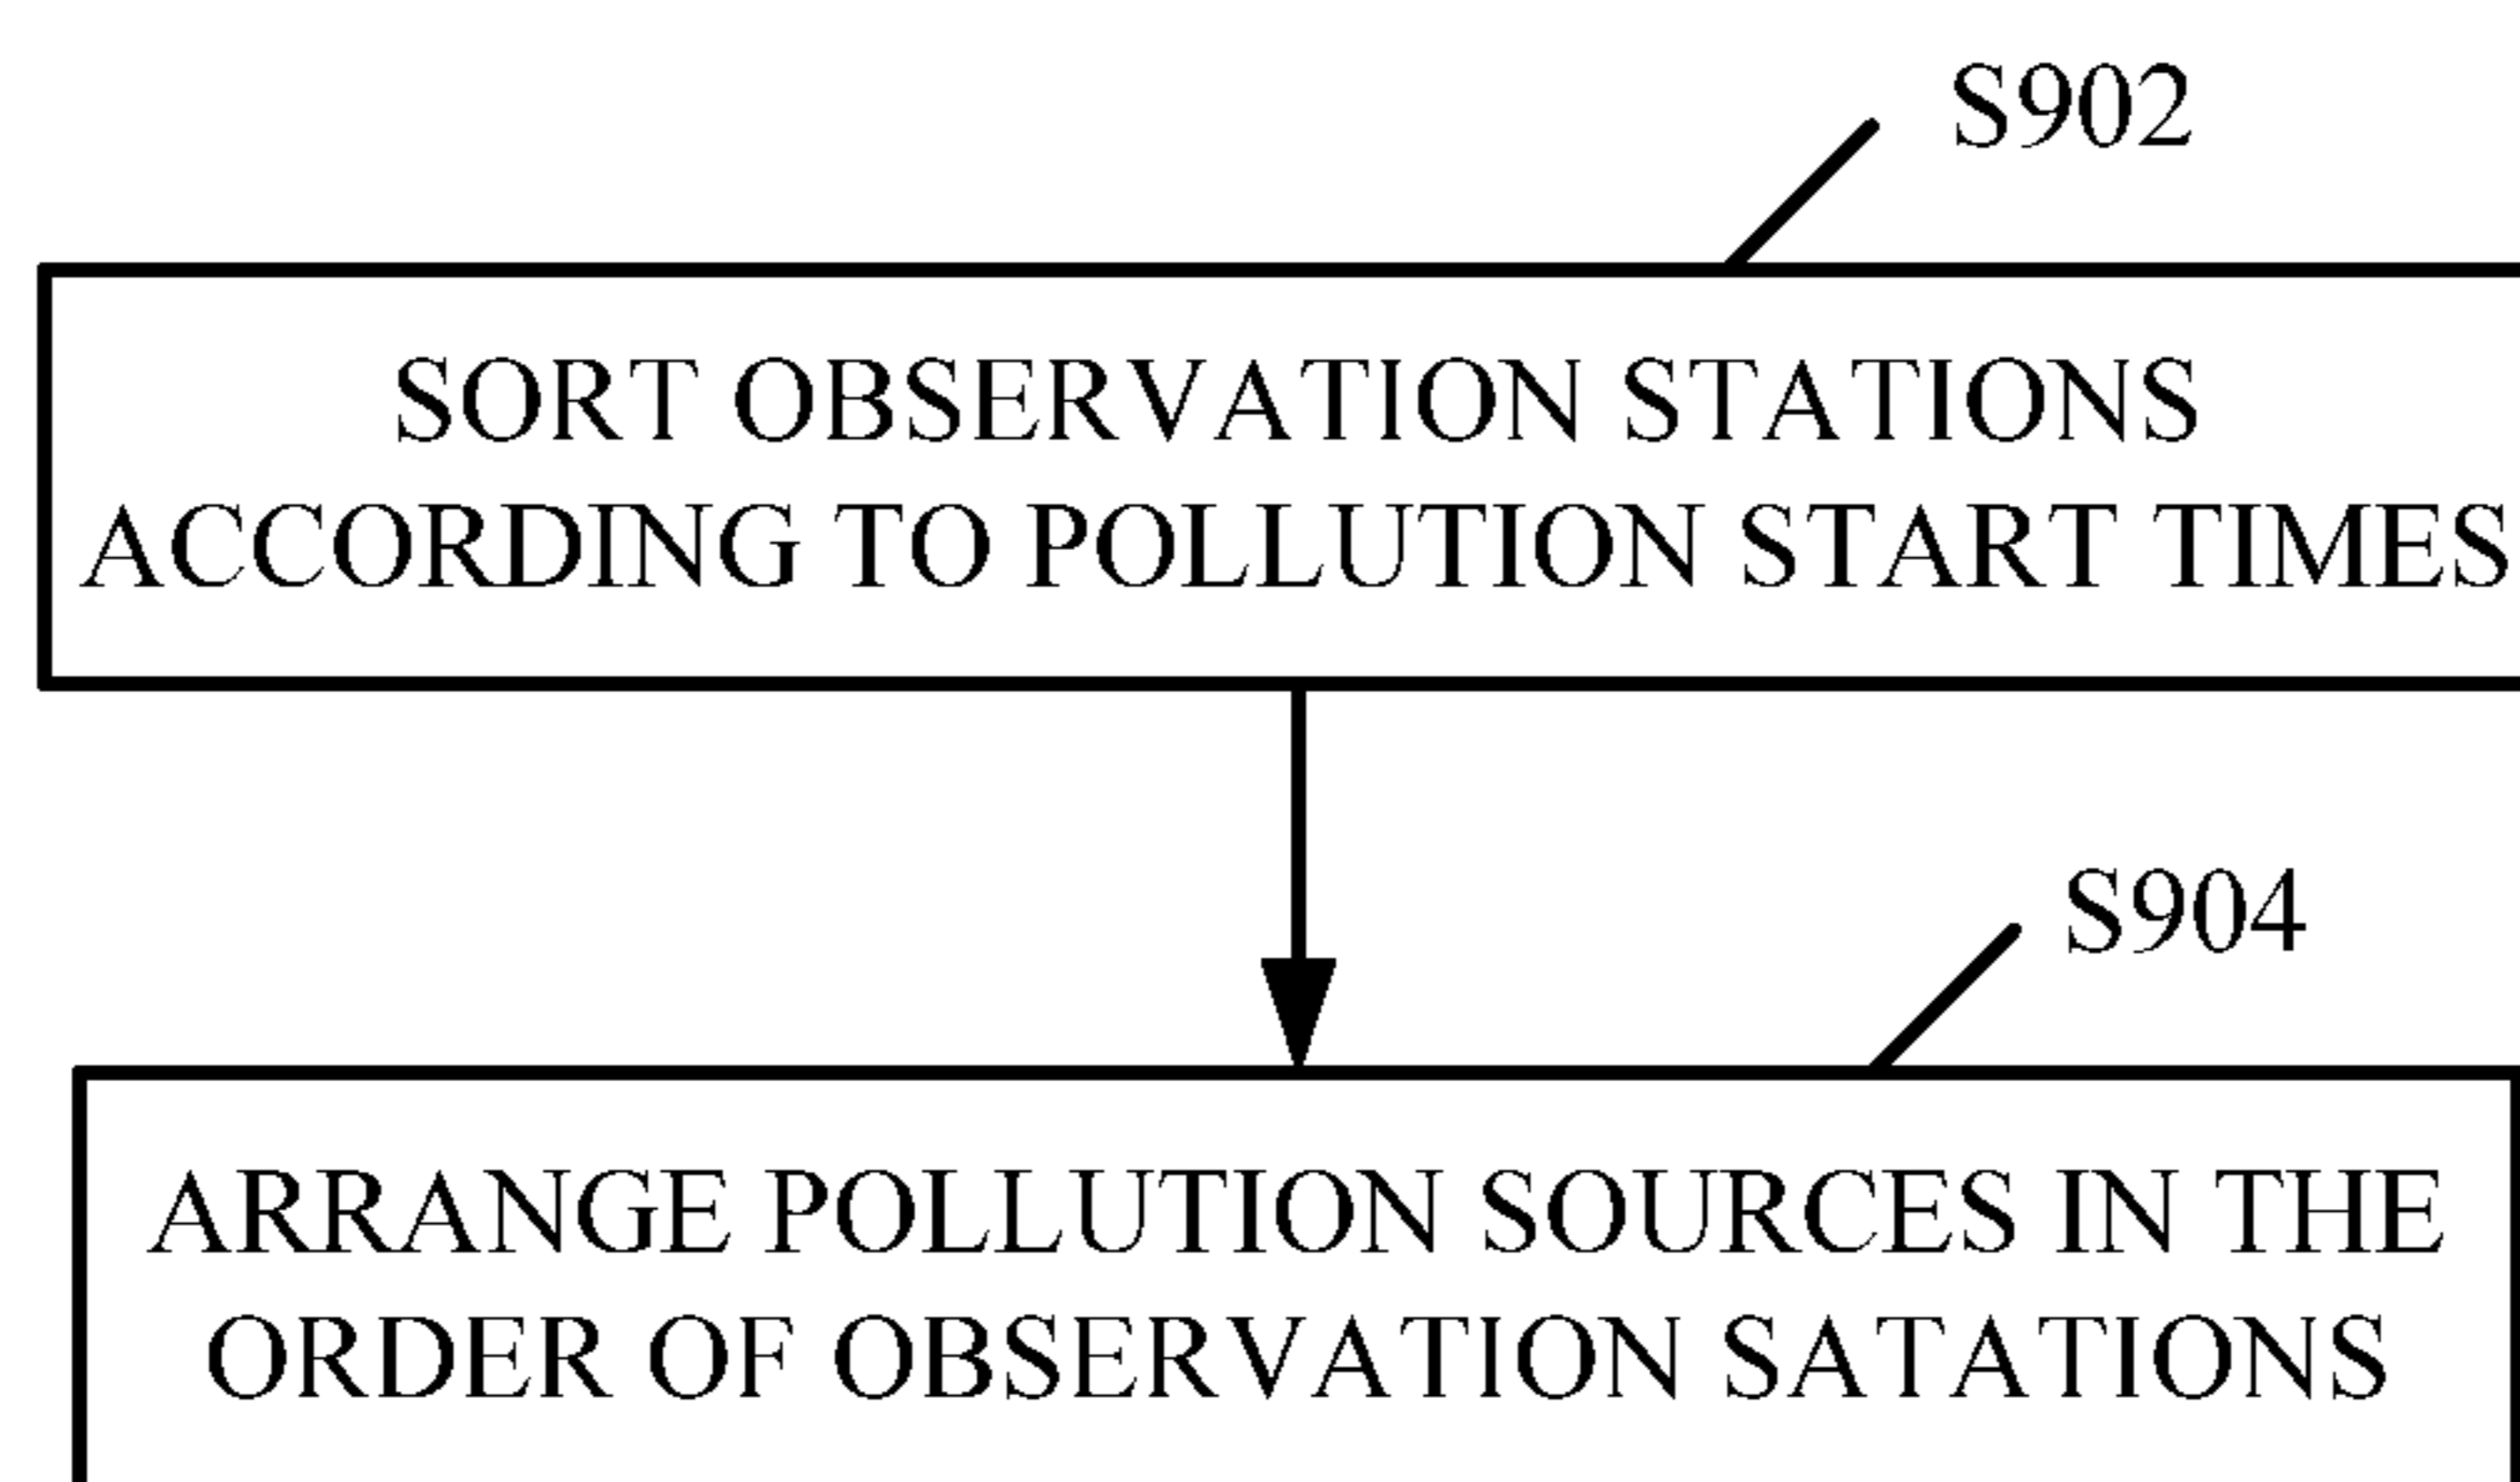 S902
SORT OBSERVATION STATIONS
ACCORDING TO POLLUTION START TIMES
S904
ARRANGE POLLUTION SOURCES IN THE
ORDER OF OBSERVATION SATATIONS